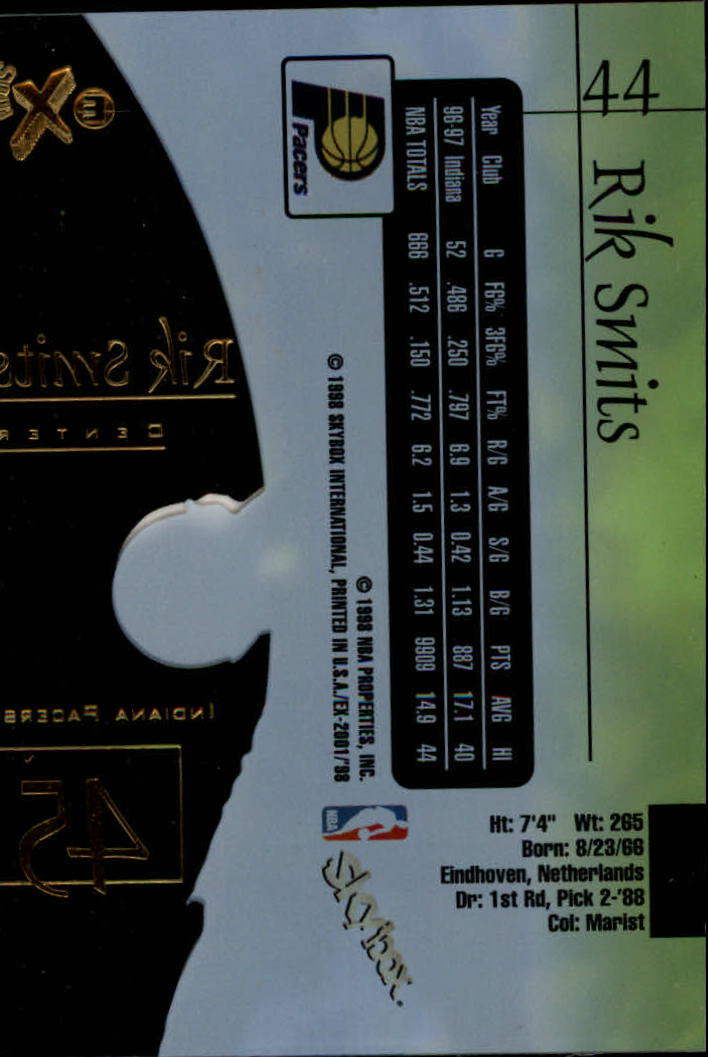 44 Rik Smits
Year Club G FG% 3FG% FT% R/G A/G S/G B/G PTS AVG HI
96-97 Indiana 52 .486 .250 .797 6.9 1.3 0.42 1.13 887 17.1 40
NBA TOTALS 666 .512 .150 .772 6.2 1.5 0.44 1.31 9909 14.9 44
Pacers
Ht: 7'4" Wt: 265
Born: 8/23/66
Eindhoven, Netherlands
Dr: 1st Rd, Pick 2-'88
Col: Marist
© 1998 NBA PROPERTIES, INC.
© 1998 SKYBOX INTERNATIONAL, PRINTED IN U.S.A./EX-2001/'98
NBA
Skybox
Rik Smits
CENTER
INDIANA PACERS
45
X